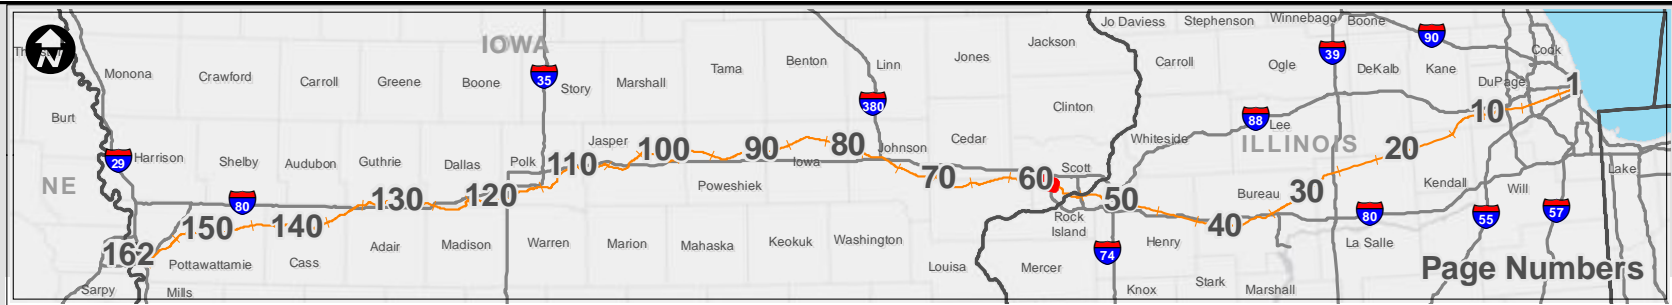 N
IOWA
ILLINOIS
NE
Monona
Crawford
Carroll
Greene
Boone
Story
Marshall
Tama
Benton
Linn
Jones
Jackson
Jo Daviess
Stephenson
Winnebago
Boone
Cook
Carroll
Ogle
DeKalb
Kane
DuPage
Burt
Clinton
Whiteside
Lee
Harrison
Shelby
Audubon
Guthrie
Dallas
Polk
Jasper
Poweshiek
Iowa
Johnson
Cedar
Scott
Rock
Island
Bureau
Kendall
Will
Lake
Pottawattamie
Cass
Adair
Madison
Warren
Marion
Mahaska
Keokuk
Washington
Louisa
Mercer
Henry
Knox
Stark
Marshall
La Salle
Sarpy
Mills
29
80
35
380
74
88
39
90
80
55
57
162
150
140
130
120
110
100
90
80
70
60
50
40
30
20
10
1
Page Numbers